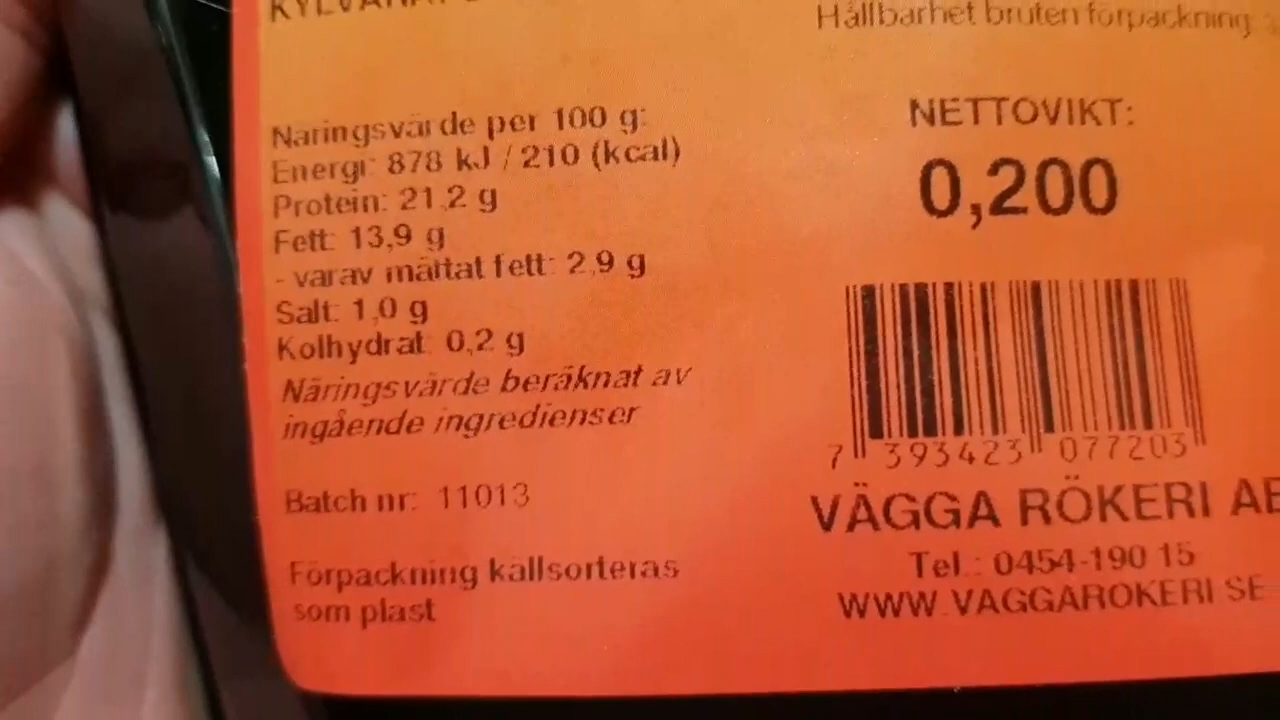 Hållbarhet bruten förpackning
Näringsvärde per 100 g:
Energi: 878 kJ / 210 (kcal)
Protein: 21,2 g
Fett: 13,9 g
- varav mättat fett: 2,9 g
Salt: 1,0 g
Kolhydrat 0,2 g
Näringsvärde beräknat av
ingående ingredienser
Batch nr: 11013
Förpackning källsorteras
som plast
NETTOVIKT:
0,200
7 393423 077203
VÄGGA RÖKERI AB
Tel.: 0454-190 15
WWW.VAGGAROKERI.SE